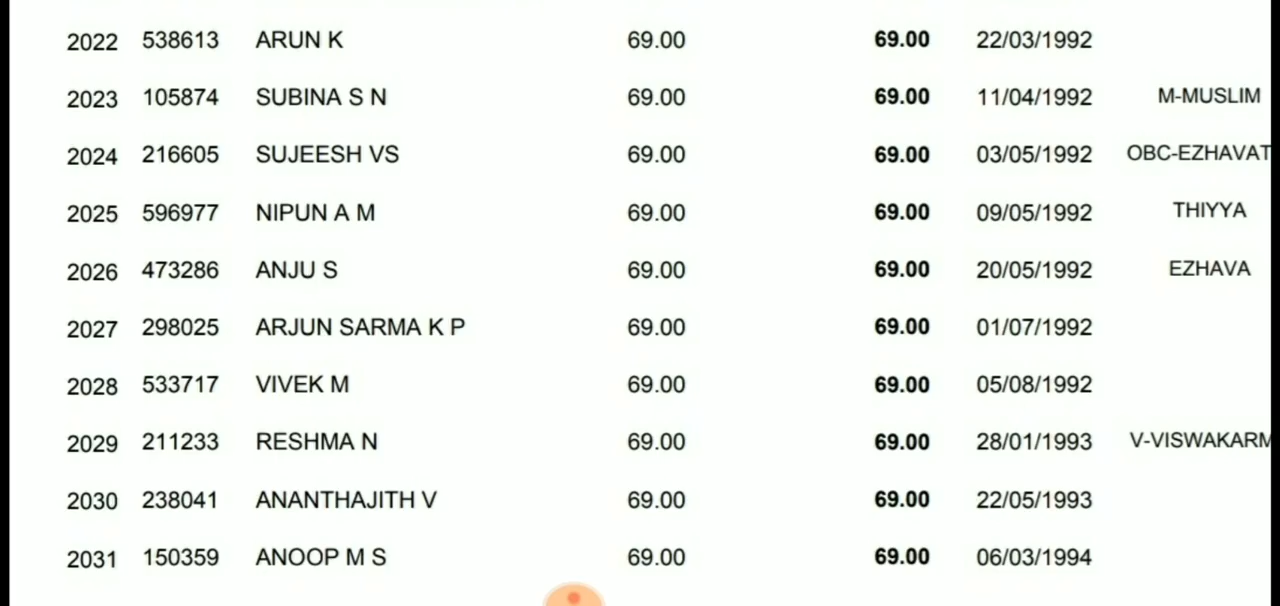 2022 538613 ARUN K 69.00 69.00 22/03/1992
2023 105874 SUBINA S N 69.00 69.00 11/04/1992 M-MUSLIM
2024 216605 SUJEESH VS 69.00 69.00 03/05/1992 OBC-EZHAVAT
2025 596977 NIPUN A M 69.00 69.00 09/05/1992 THIYYA
2026 473286 ANJU S 69.00 69.00 20/05/1992 EZHAVA
2027 298025 ARJUN SARMA K P 69.00 69.00 01/07/1992
2028 533717 VIVEK M 69.00 69.00 05/08/1992
2029 211233 RESHMA N 69.00 69.00 28/01/1993 V-VISWAKARM
2030 238041 ANANTHAJITH V 69.00 69.00 22/05/1993
2031 150359 ANOOP M S 69.00 69.00 06/03/1994